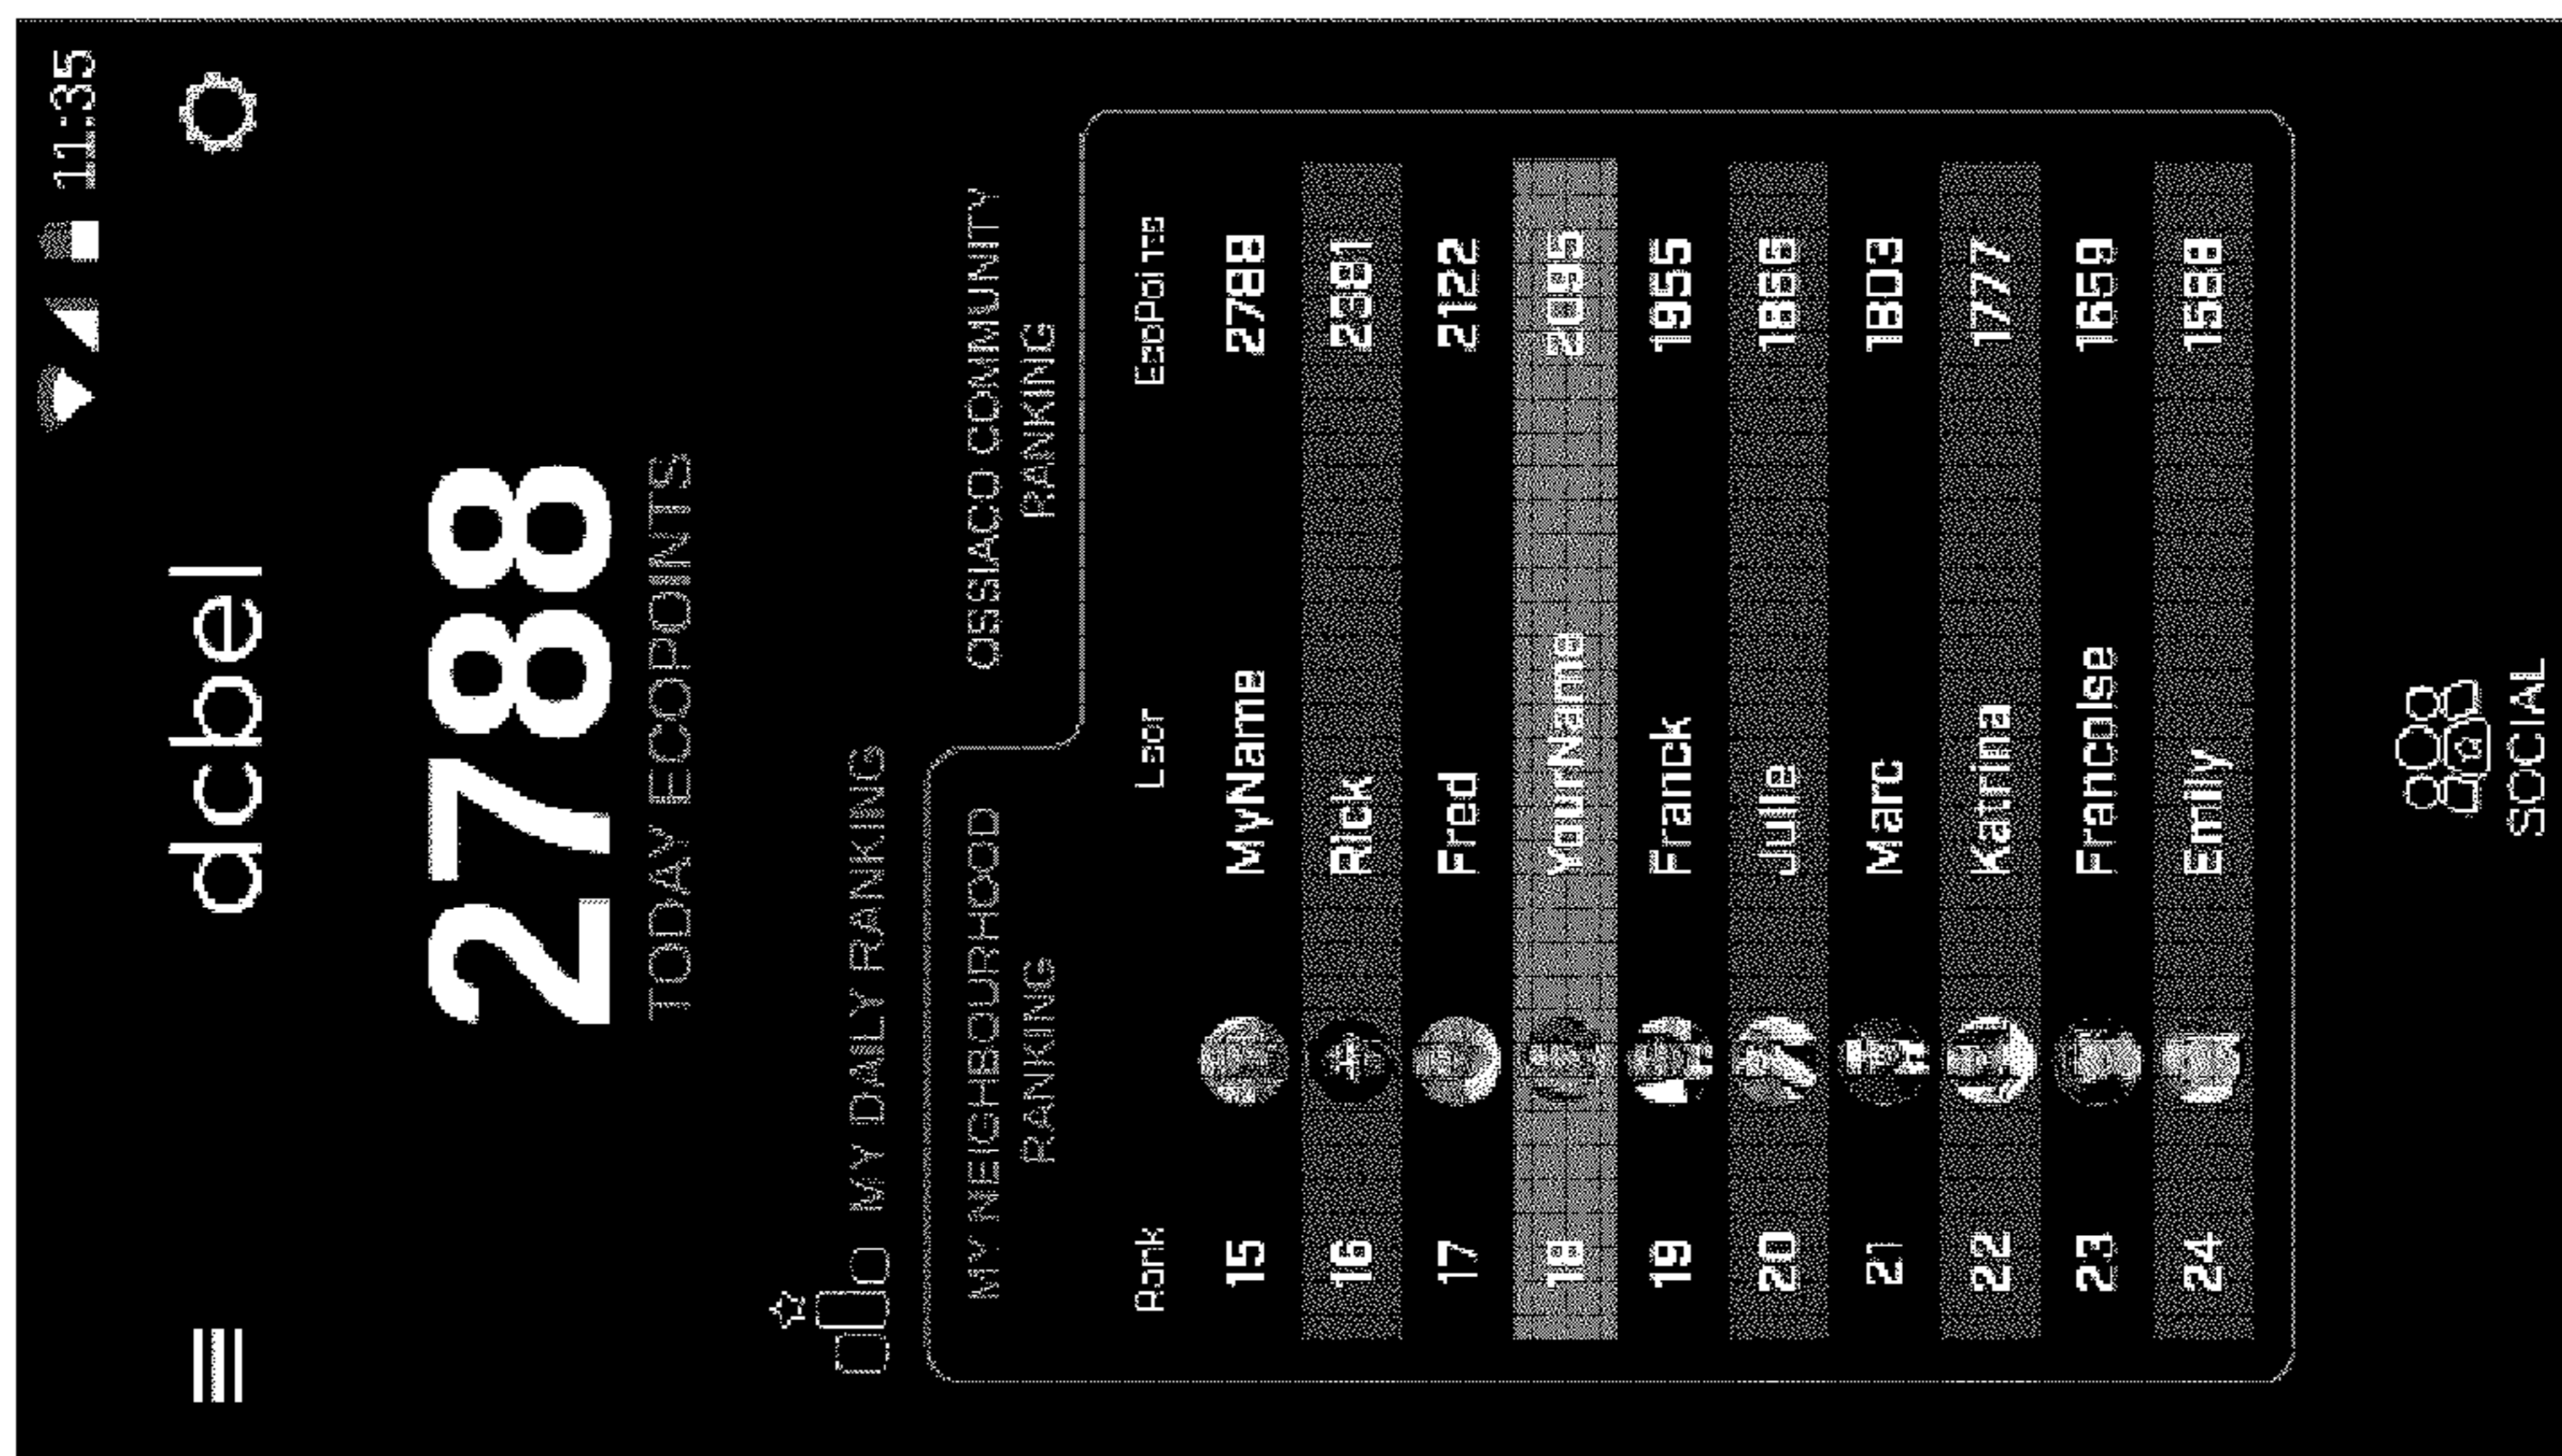 11:35
dcbel
2788
TODAY ECOPOINTS
MY DAILY RANKING
MY NEIGHBOURHOOD RANKING
OSSIACO COMMUNITY RANKING
Rank User EcoPoints
15 MyName 2788
16 Rick 2381
17 Fred 2122
18 YourName 2095
19 Franck 1955
20 Julie 1866
21 Marc 1803
22 Katrina 1777
23 Francoise 1659
24 Emily 1588
SOCIAL